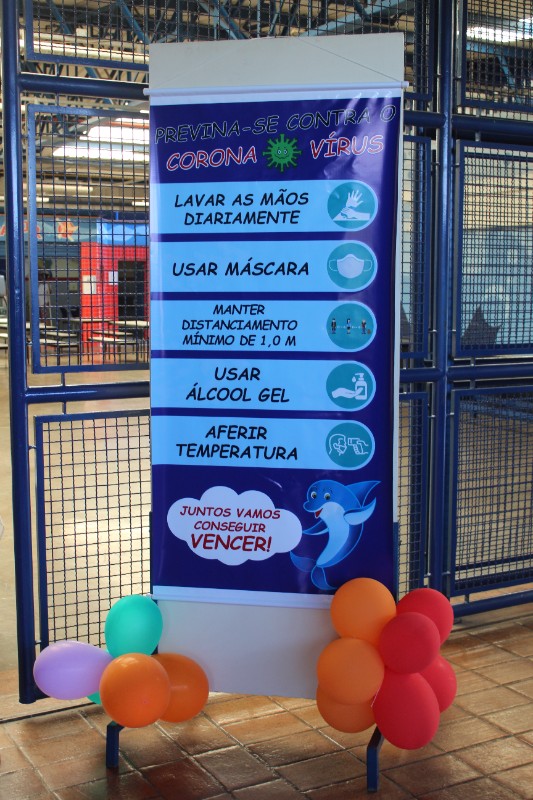 PREVINA-SE CONTRA O
CORONA VÍRUS
LAVAR AS MÃOS
DIARIAMENTE
USAR MÁSCARA
MANTER
DISTANCIAMENTO
MÍNIMO DE 1,0 M
USAR
ÁLCOOL GEL
AFERIR
TEMPERATURA
JUNTOS VAMOS
CONSEGUIR
VENCER!